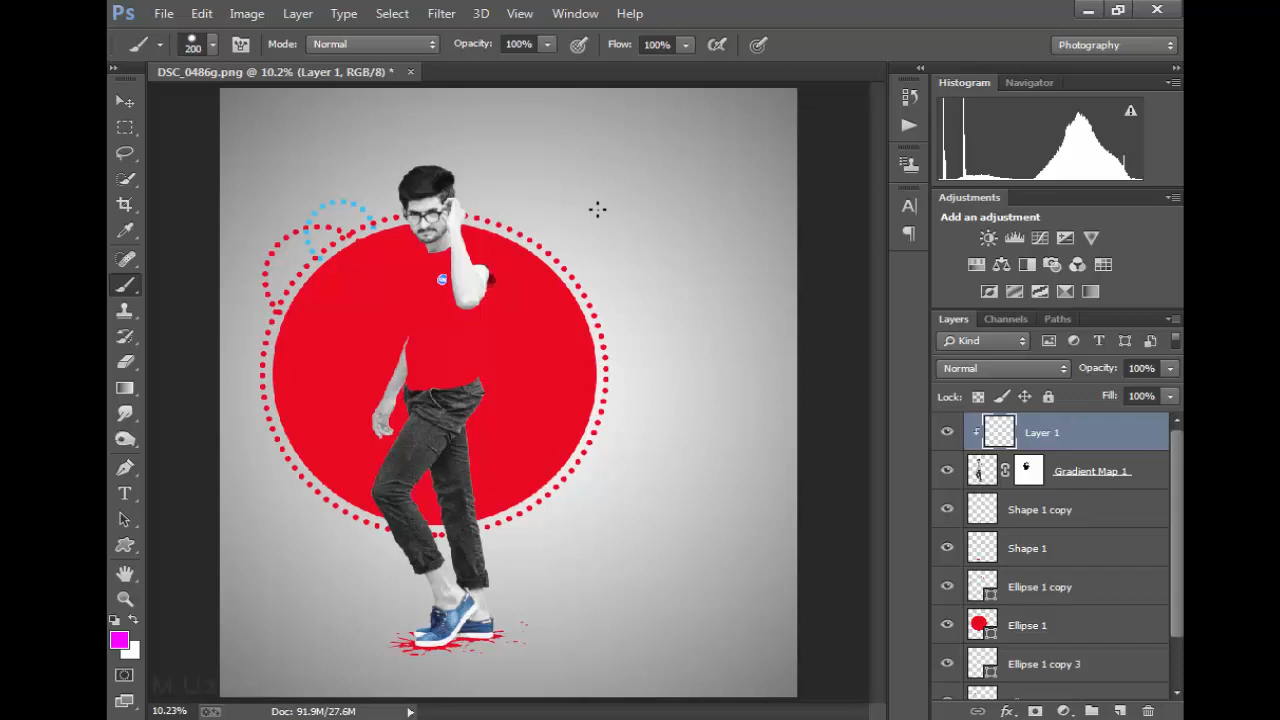 Ps File Edit Image Layer Type Select Filter 3D View Window Help
200 Mode: Normal Opacity: 100% Flow: 100% Photography
DSC_0486g.png @ 10.2% (Layer 1, RGB/8) *
Histogram Navigator
Adjustments
Add an adjustment
Layers Channels Paths
Kind
Normal Opacity: 100%
Lock: Fill: 100%
Layer 1
Gradient Map 1
Shape 1 copy
Shape 1
Ellipse 1 copy
Ellipse 1
Ellipse 1 copy 3
10.23% Doc: 91.9M/27.6M